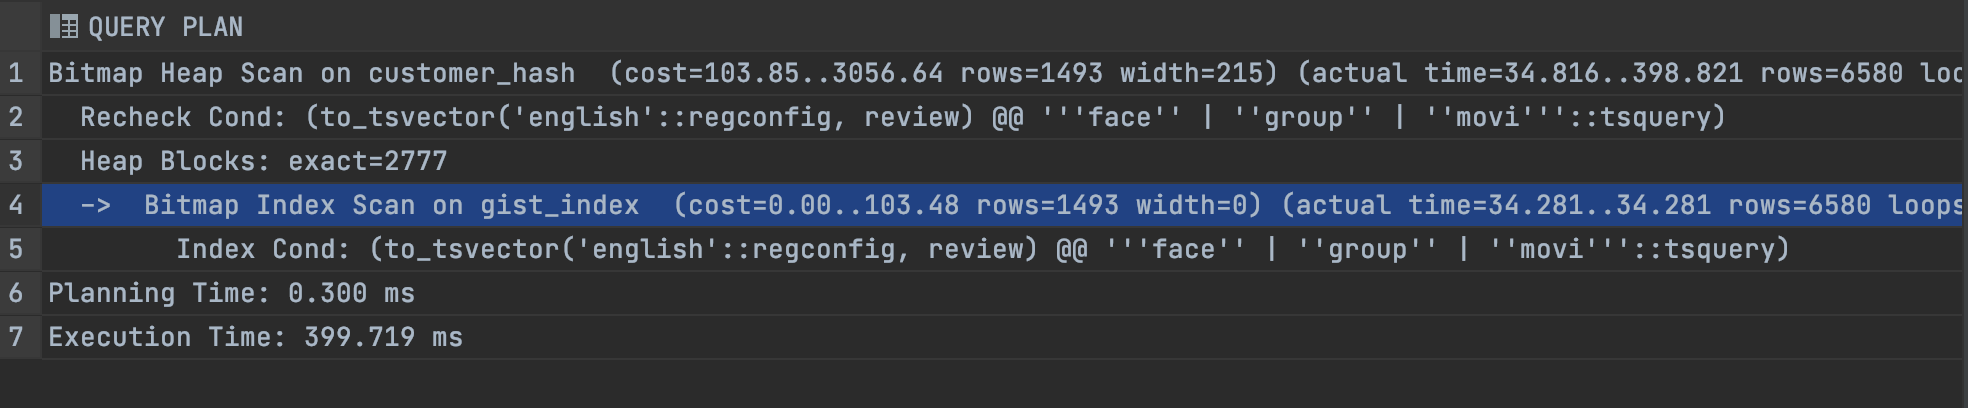 QUERY PLAN
1 Bitmap Heap Scan on customer_hash (cost=103.85..3056.64 rows=1493 width=215) (actual time=34.816..398.821 rows=6580 loo
2 Recheck Cond: (to_tsvector('english'::regconfig, review) @@ '''face'' | ''group'' | ''movi'''::tsquery)
3 Heap Blocks: exact=2777
4 -> Bitmap Index Scan on gist_index (cost=0.00..103.48 rows=1493 width=0) (actual time=34.281..34.281 rows=6580 loops
5 Index Cond: (to_tsvector('english'::regconfig, review) @@ '''face'' | ''group'' | ''movi'''::tsquery)
6 Planning Time: 0.300 ms
7 Execution Time: 399.719 ms